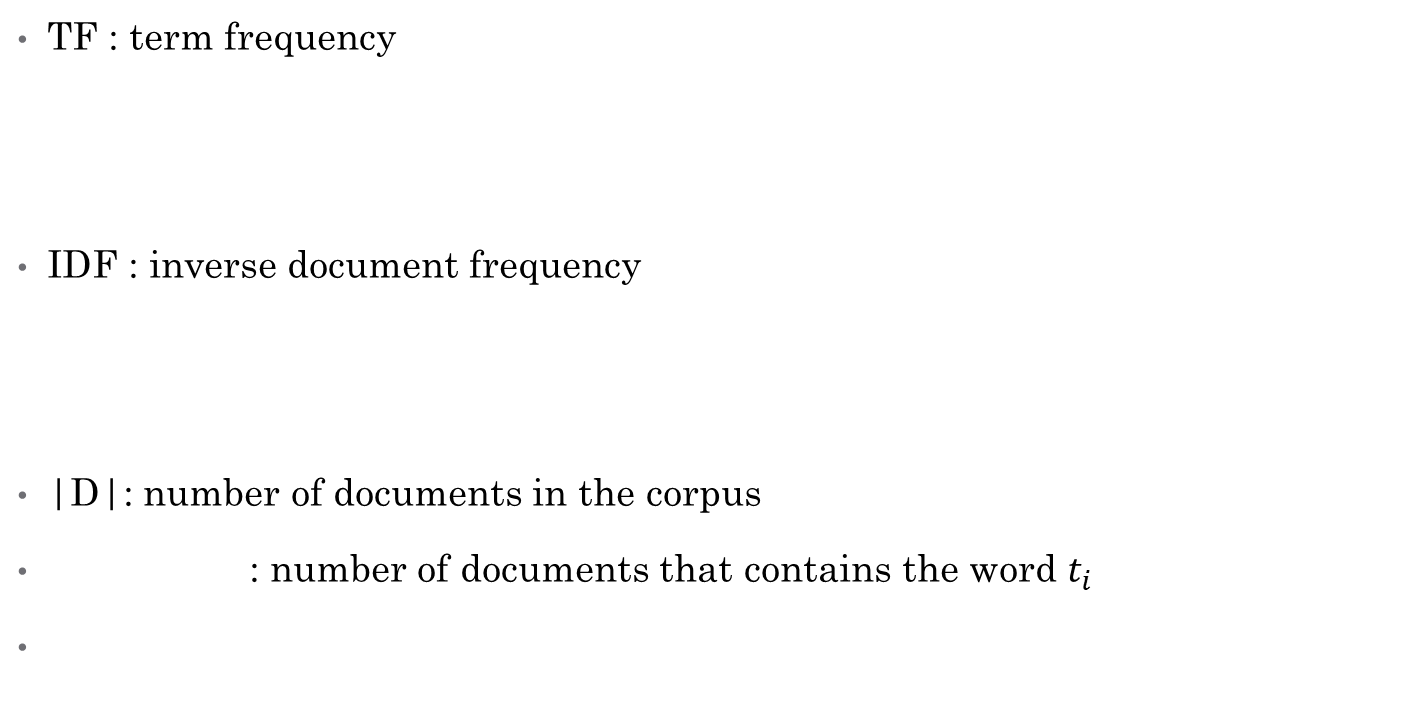 • TF : term frequency
• IDF : inverse document frequency
• |D|: number of documents in the corpus
• : number of documents that contains the word tᵢ
•